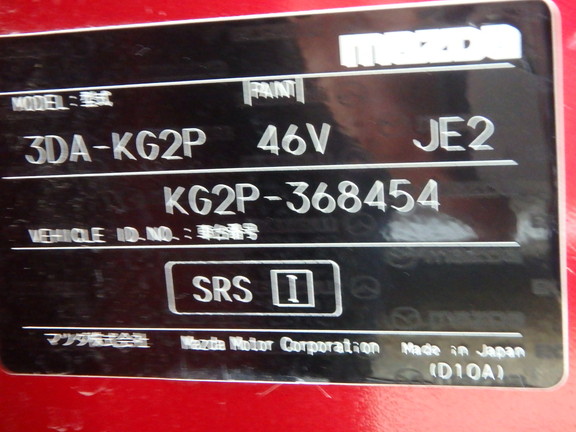 mazda
MODEL:型式 PAINT
3DA-KG2P 46V JE2
KG2P-368454
VEHICLE ID.NO.:車台番号
SRS I
マツダ株式会社 Mazda Motor Corporation Made in Japan
(D10A)